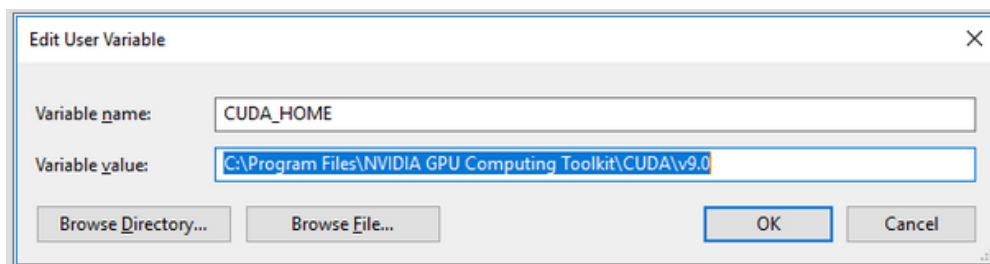 Edit User Variable
Variable name: CUDA_HOME
Variable value: C:\Program Files\NVIDIA GPU Computing Toolkit\CUDA\v9.0
Browse Directory... Browse File... OK Cancel